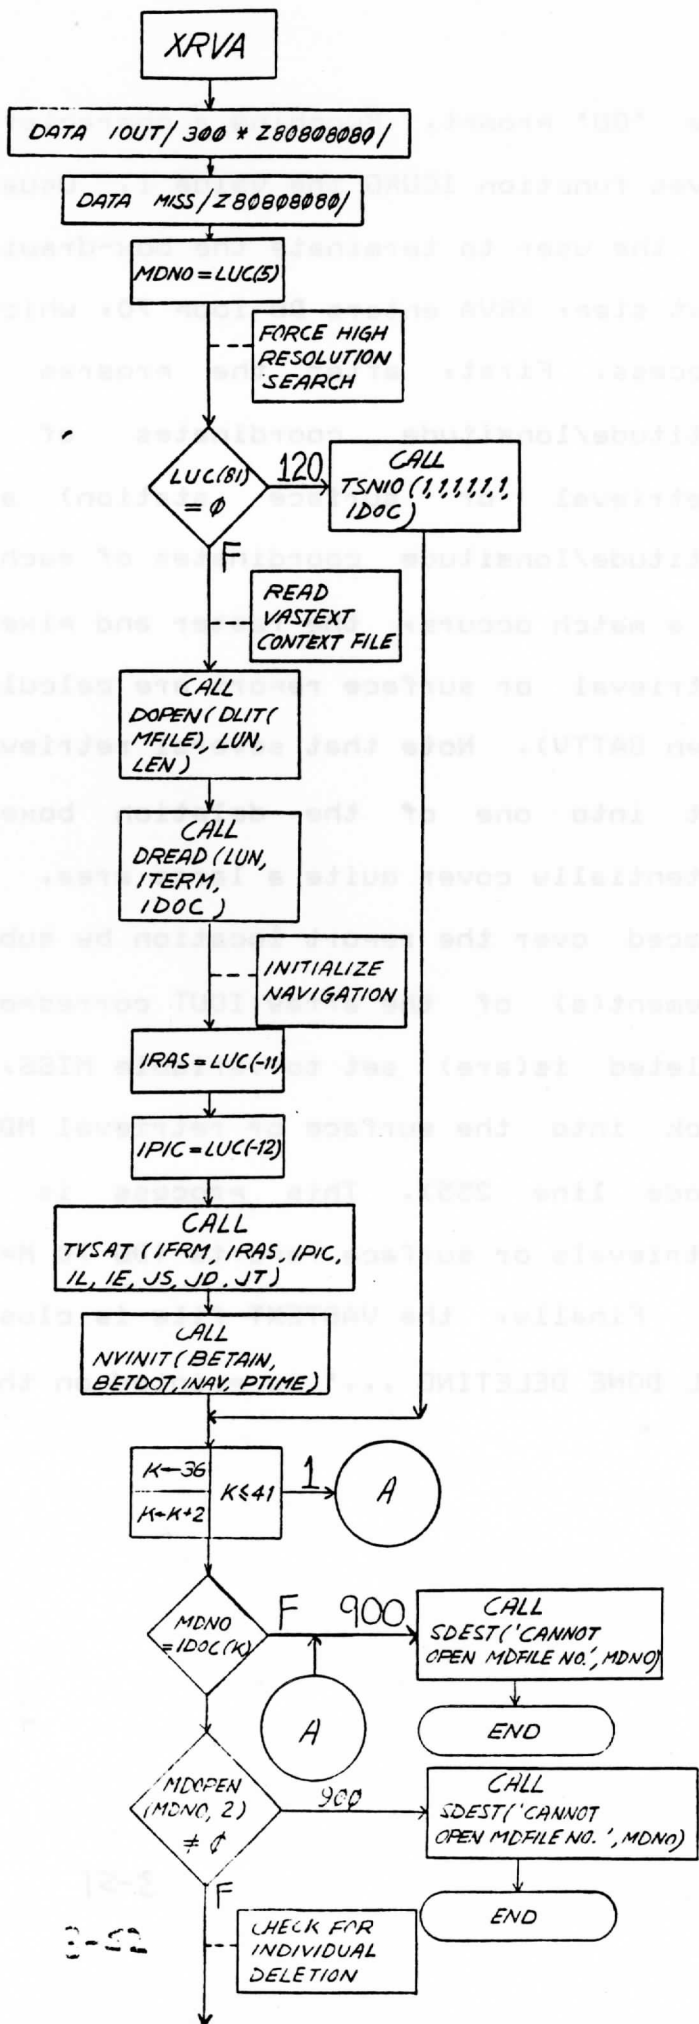 XRVA
DATA IOUT/ 300 * Z80808080/
DATA MISS/Z80808080/
MDNO = LUC(5)
FORCE HIGH
RESOLUTION
SEARCH
LUC(81)
= 0
120
CALL
TSNIO(1,1,1,1,1,1,
IDOC)
F
READ
VASTEXT
CONTEXT FILE
CALL
DOPEN(DLIT(
MFILE), LUN,
LEN)
CALL
DREAD(LUN,
ITERM,
IDOC)
INITIALIZE
NAVIGATION
IRAS = LUC(-11)
IPIC = LUC(-12)
CALL
TVSAT(IFRM, IRAS, IPIC,
IL, IE, JS, JD, JT)
CALL
NVINIT(BETAIN,
BETDOT, INAV, PTIME)
K←36
K←K+2
K≤41
1
A
MDNO
=IDOC(K)
F
900
CALL
SDEST('CANNOT
OPEN MDFILE NO.', MDNO)
A
END
MDOPEN
(MDNO, 2)
≠ 0
900
CALL
SDEST('CANNOT
OPEN MDFILE NO.', MDNO)
F
END
CHECK FOR
INDIVIDUAL
DELETION
3-52